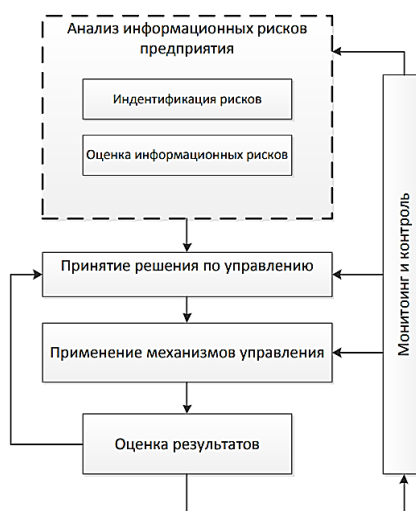 Анализ информационных рисков
предприятия
Индентификация рисков
Оценка информационных рисков
Принятие решения по управлению
Применение механизмов управления
Оценка результатов
Монитоинг и контроль